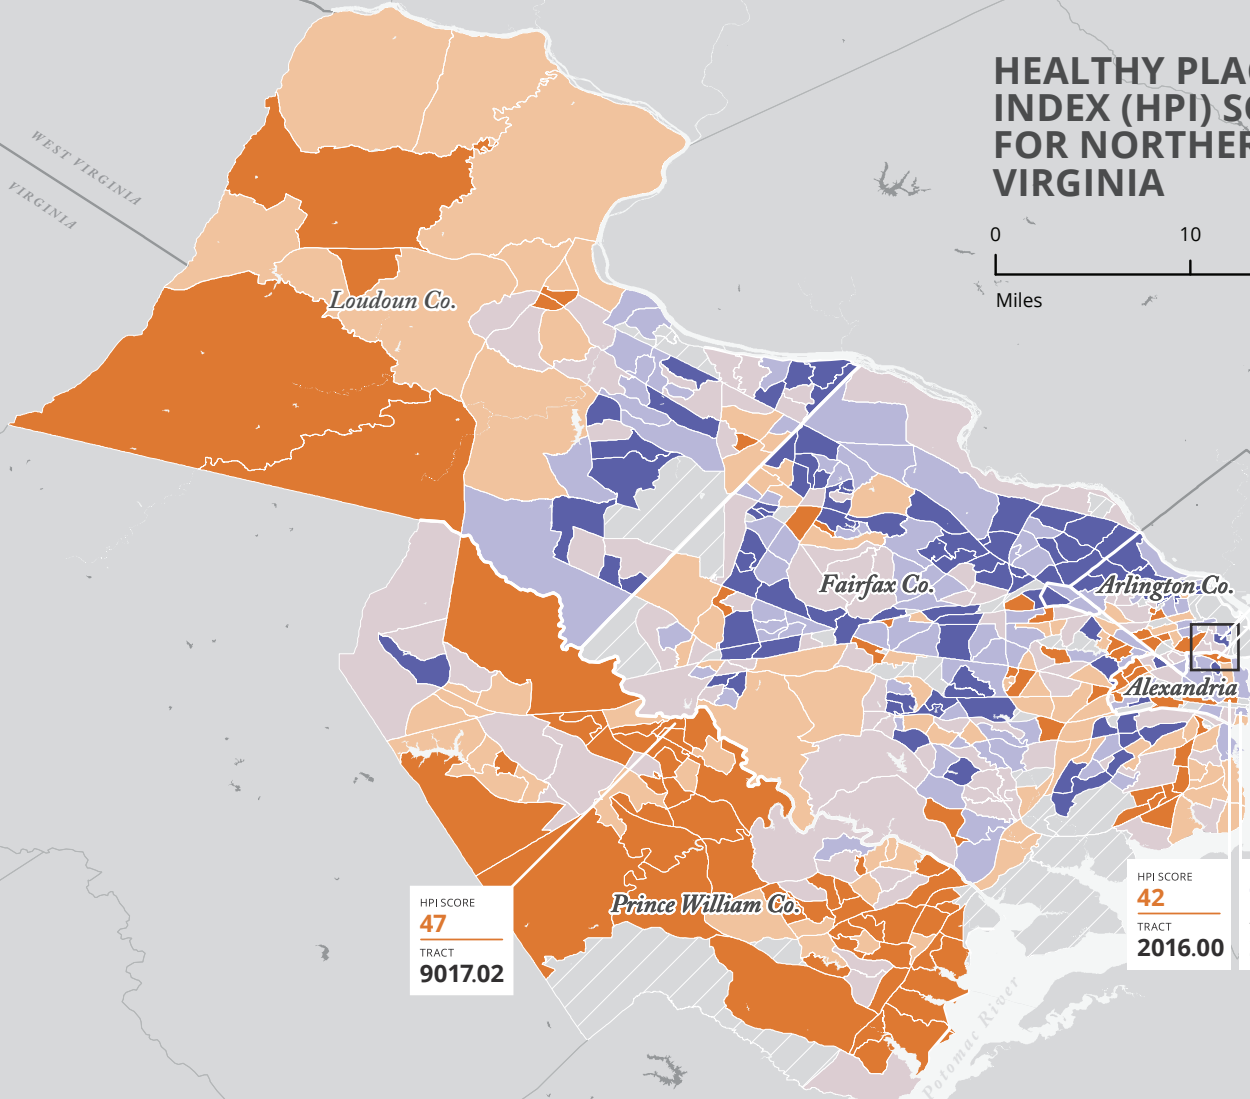 HEALTHY PLA
INDEX (HPI) S
FOR NORTHER
VIRGINIA
0 10
Miles
WEST VIRGINIA
VIRGINIA
Loudoun Co.
Fairfax Co.
Arlington Co.
Alexandria
Prince William Co.
HPI SCORE
47
TRACT
9017.02
HPI SCORE
42
TRACT
2016.00
Potomac River